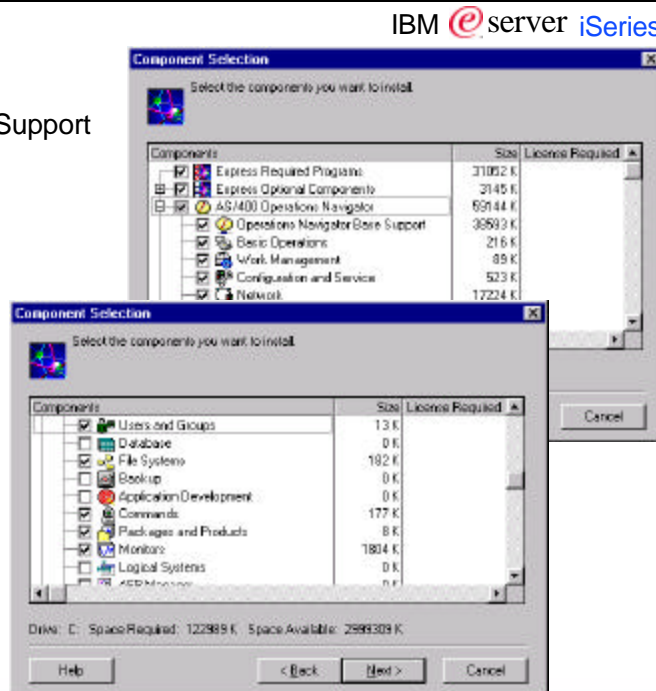 IBM e server iSeries
Support
Component Selection
Select the components you want to install.
Components Size Licence Required
Express Required Programs 31052 K
Express Optional Components 3145 K
AS/400 Operations Navigator 59144 K
Operations Navigator Base Support 38593 K
Basic Operations 216 K
Work Management 89 K
Configuration and Service 523 K
Network 17224 K
Cancel
Component Selection
Select the components you want to install.
Components Size Licence Required
Users and Groups 13 K
Database 0 K
File Systems 182 K
Backup 0 K
Application Development 0 K
Commands 177 K
Packages and Products 8 K
Monitors 1804 K
Logical Systems 0 K
Drive: C: Space Required: 122989 K Space Available: 2999309 K
Help < Back Next > Cancel